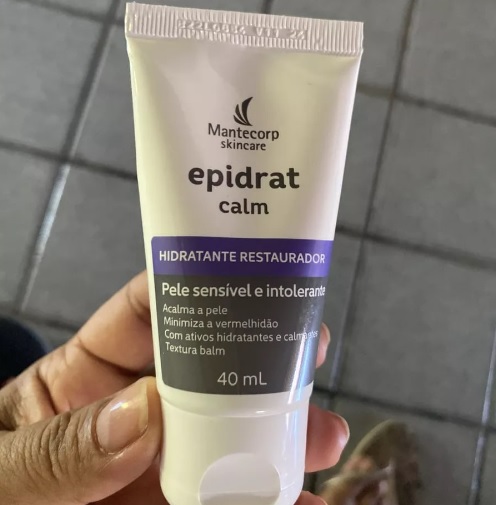 Mantecorp
skincare
epidrat
calm
HIDRATANTE RESTAURADOR
Pele sensível e intolerante
Acalma a pele
Minimiza a vermelhidão
Com ativos hidratantes e calmantes
Textura balm
40 mL